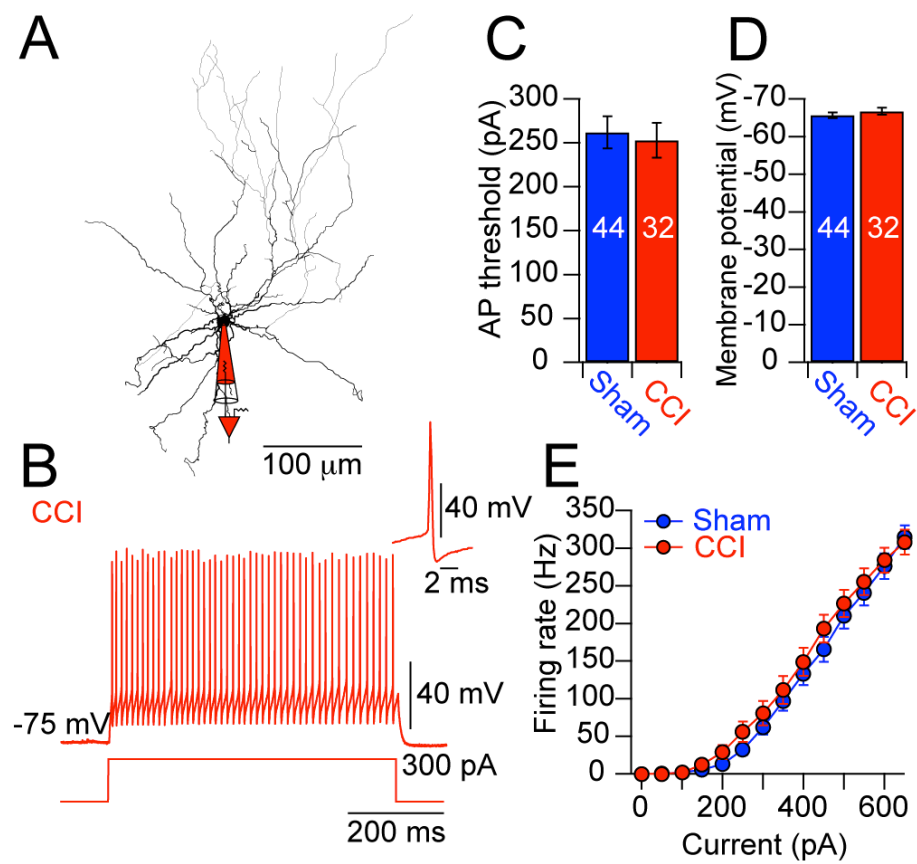 A
100 μm
B
CCI
40 mV
2 ms
-75 mV
40 mV
300 pA
200 ms
C
AP threshold (pA)
300
250
200
150
100
50
0
44
32
Sham
CCI
D
Membrane potential (mV)
-70
-60
-50
-40
-30
-20
-10
0
44
32
Sham
CCI
E
Firing rate (Hz)
350
300
250
200
150
100
50
0
Sham
CCI
0
200
400
600
Current (pA)